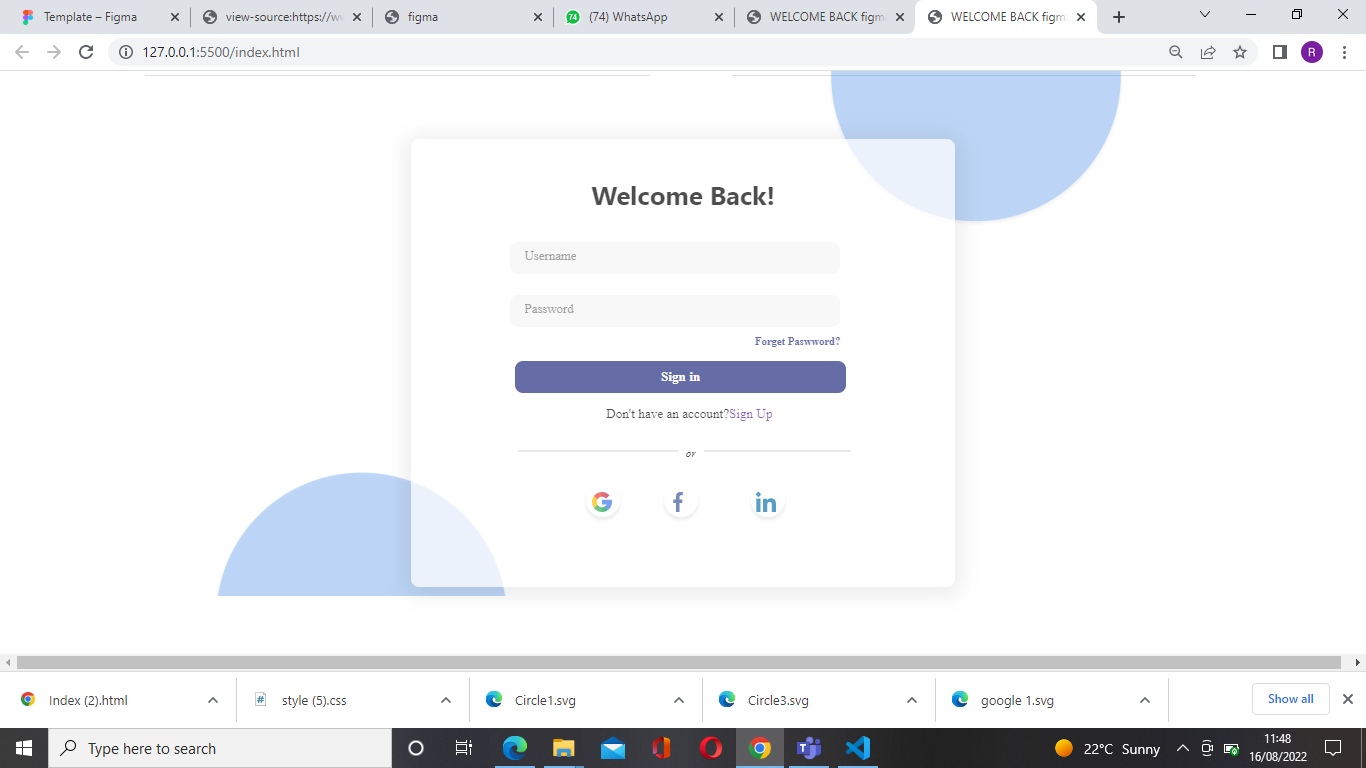 Template – Figma
view-source:https://ww
figma
(74) WhatsApp
WELCOME BACK figm
WELCOME BACK figm
127.0.0.1:5500/index.html
R
Welcome Back!
Username
Password
Forget Paswword?
Sign in
Don't have an account?Sign Up
or
Index (2).html
style (5).css
Circle1.svg
Circle3.svg
google 1.svg
Show all
Type here to search
22°C Sunny
11:48
16/08/2022